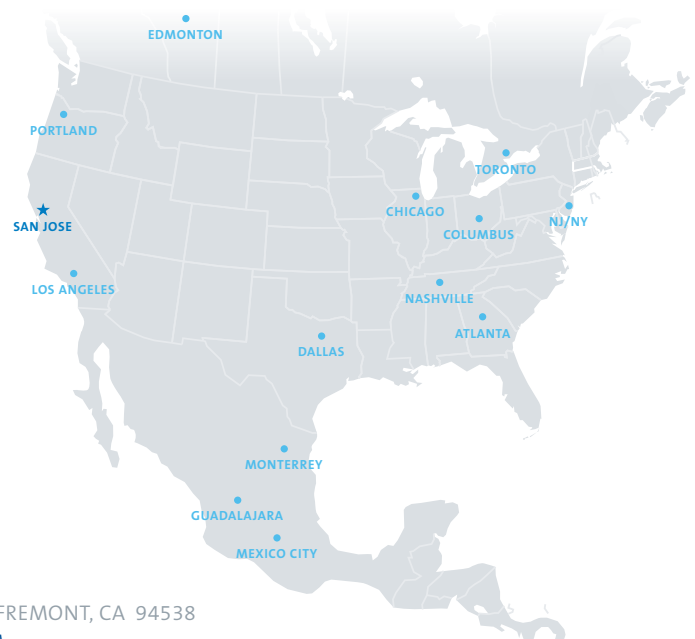 EDMONTON
PORTLAND
TORONTO
CHICAGO
NJ/NY
SAN JOSE
COLUMBUS
LOS ANGELES
NASHVILLE
ATLANTA
DALLAS
MONTERREY
GUADALAJARA
MEXICO CITY
FREMONT, CA 94538